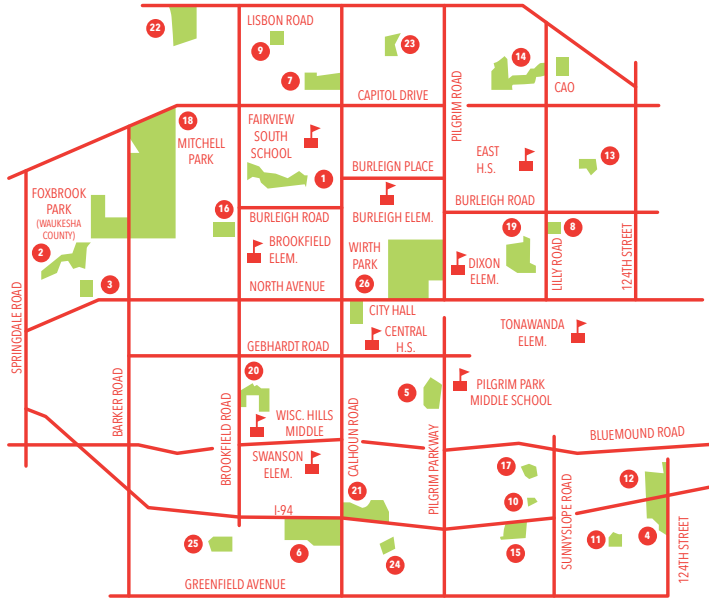 22
LISBON ROAD
9
23
14
7
CAO
CAPITOL DRIVE
PILGRIM ROAD
18
MITCHELL
PARK
FAIRVIEW
SOUTH
SCHOOL
EAST
H.S.
13
BURLEIGN PLACE
1
FOXBROOK
PARK
(WAUKESHA
COUNTY)
16
BURLEIGH ROAD
BURLEIGH ELEM.
BURLEIGH ROAD
2
BROOKFIELD
ELEM.
WIRTH
PARK
19
8
DIXON
ELEM.
LILLY ROAD
124TH STREET
3
NORTH AVENUE
26
SPRINGDALE ROAD
CITY HALL
CENTRAL
H.S.
TONAWANDA
ELEM.
GEBHARDT ROAD
BARKER ROAD
20
BROOKFIELD ROAD
WISC. HILLS
MIDDLE
CALHOUN ROAD
5
PILGRIM PARK
MIDDLE SCHOOL
PILGRIM PARKWAY
BLUEMOUND ROAD
SWANSON
ELEM.
17
12
21
10
SUNNYSLOPE ROAD
I-94
25
6
24
15
11
4
124TH STREET
GREENFIELD AVENUE